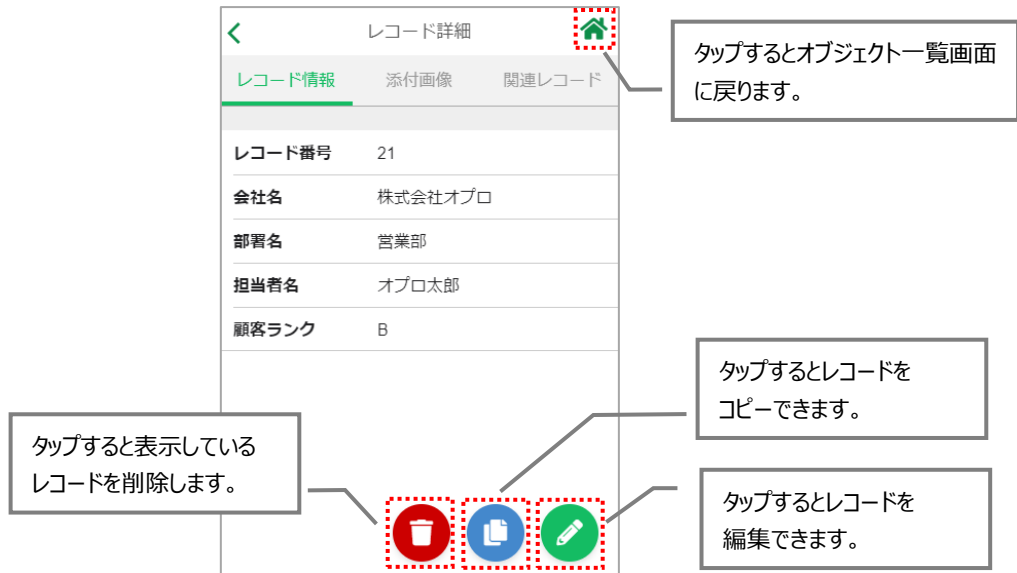 レコード詳細
タップするとオブジェクト一覧画面
に戻ります。
レコード情報 添付画像 関連レコード
レコード番号 21
会社名 株式会社オプロ
部署名 営業部
担当者名 オプロ太郎
顧客ランク B
タップするとレコードを
コピーできます。
タップすると表示している
レコードを削除します。
タップするとレコードを
編集できます。